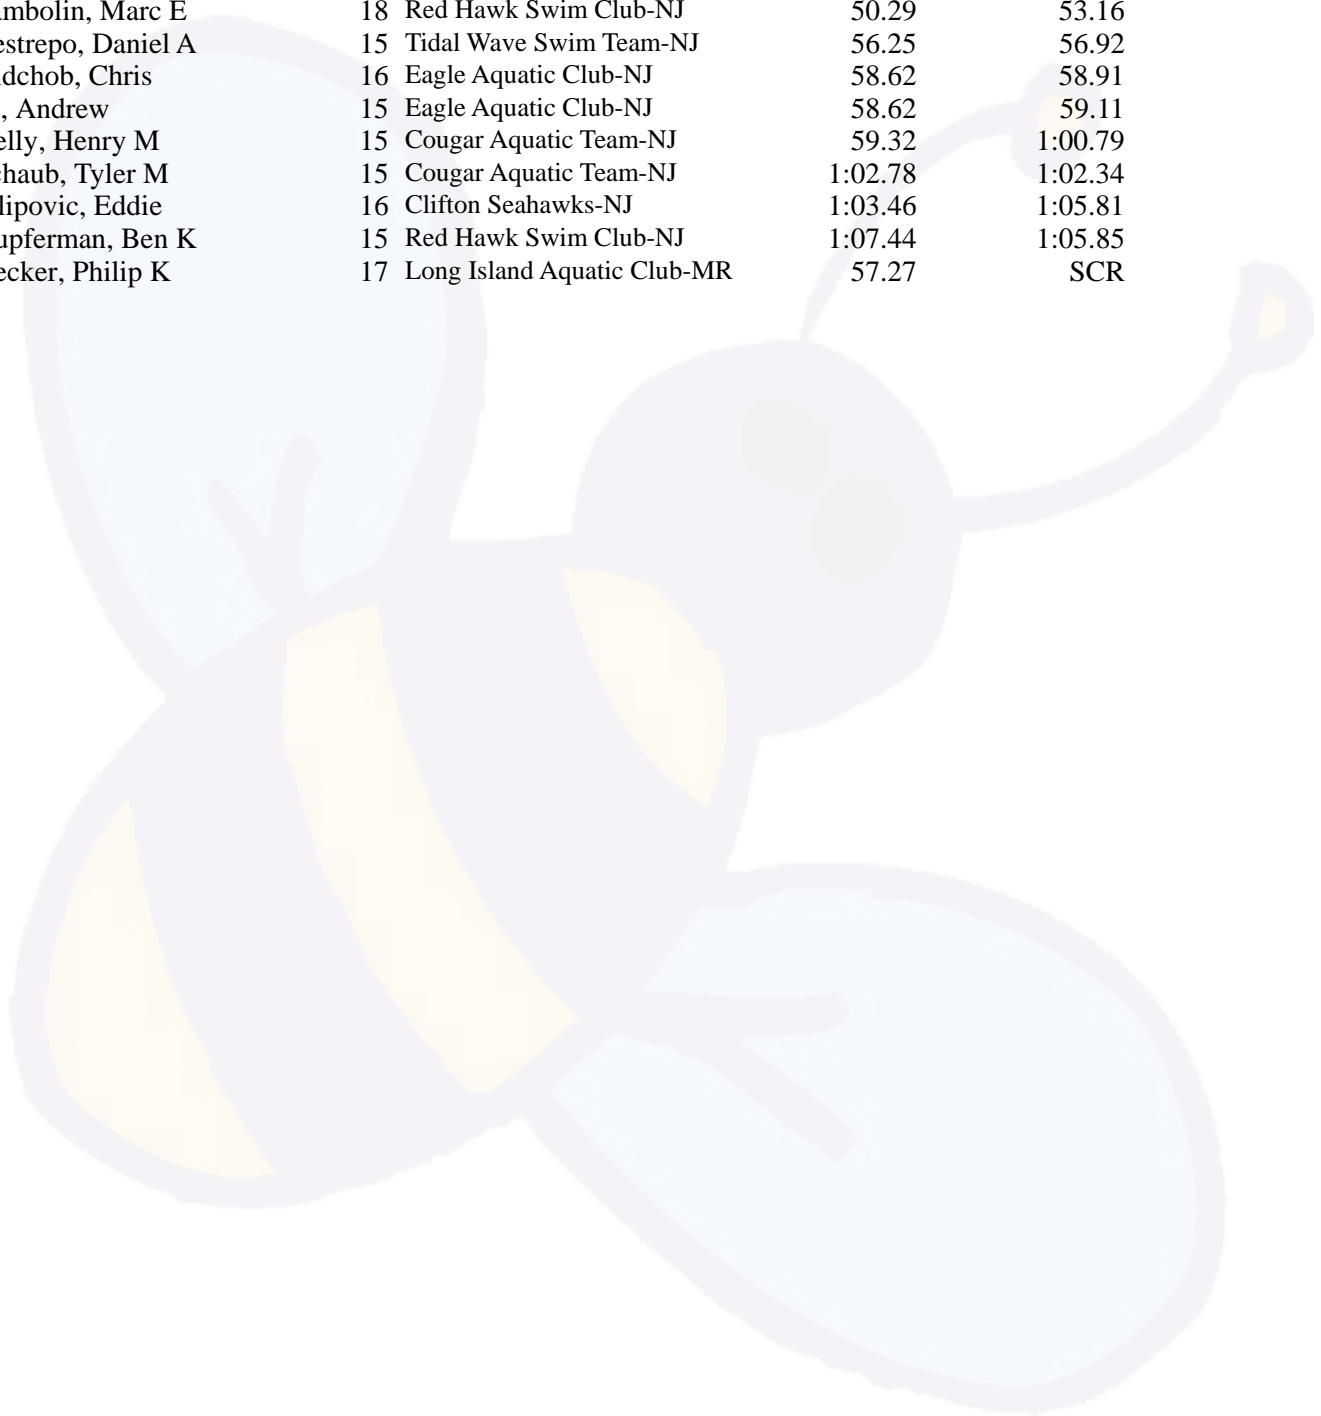 ambolin, Marc E 18 Red Hawk Swim Club-NJ 50.29 53.16
estrepo, Daniel A 15 Tidal Wave Swim Team-NJ 56.25 56.92
dchob, Chris 16 Eagle Aquatic Club-NJ 58.62 58.91
, Andrew 15 Eagle Aquatic Club-NJ 58.62 59.11
elly, Henry M 15 Cougar Aquatic Team-NJ 59.32 1:00.79
haub, Tyler M 15 Cougar Aquatic Team-NJ 1:02.78 1:02.34
lipovic, Eddie 16 Clifton Seahawks-NJ 1:03.46 1:05.81
upferman, Ben K 15 Red Hawk Swim Club-NJ 1:07.44 1:05.85
ecker, Philip K 17 Long Island Aquatic Club-MR 57.27 SCR